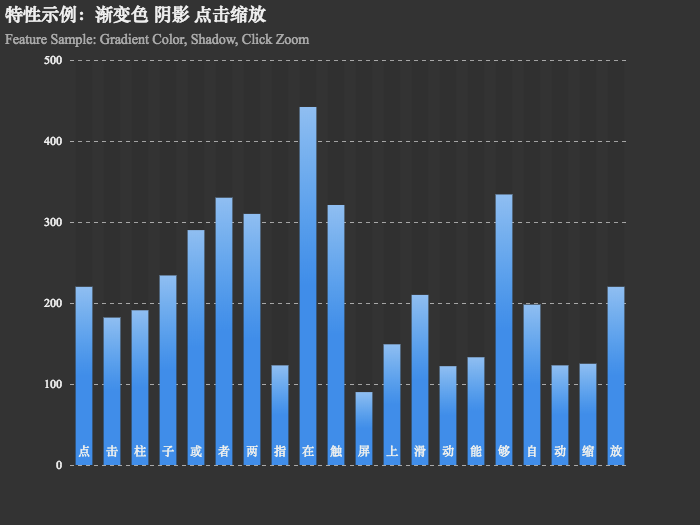 特性示例：渐变色 阴影 点击缩放
Feature Sample: Gradient Color, Shadow, Click Zoom
500
400
300
200
100
0
点 击 柱 子 或 者 两 指 在 触 屏 上 滑 动 能 够 自 动 缩 放